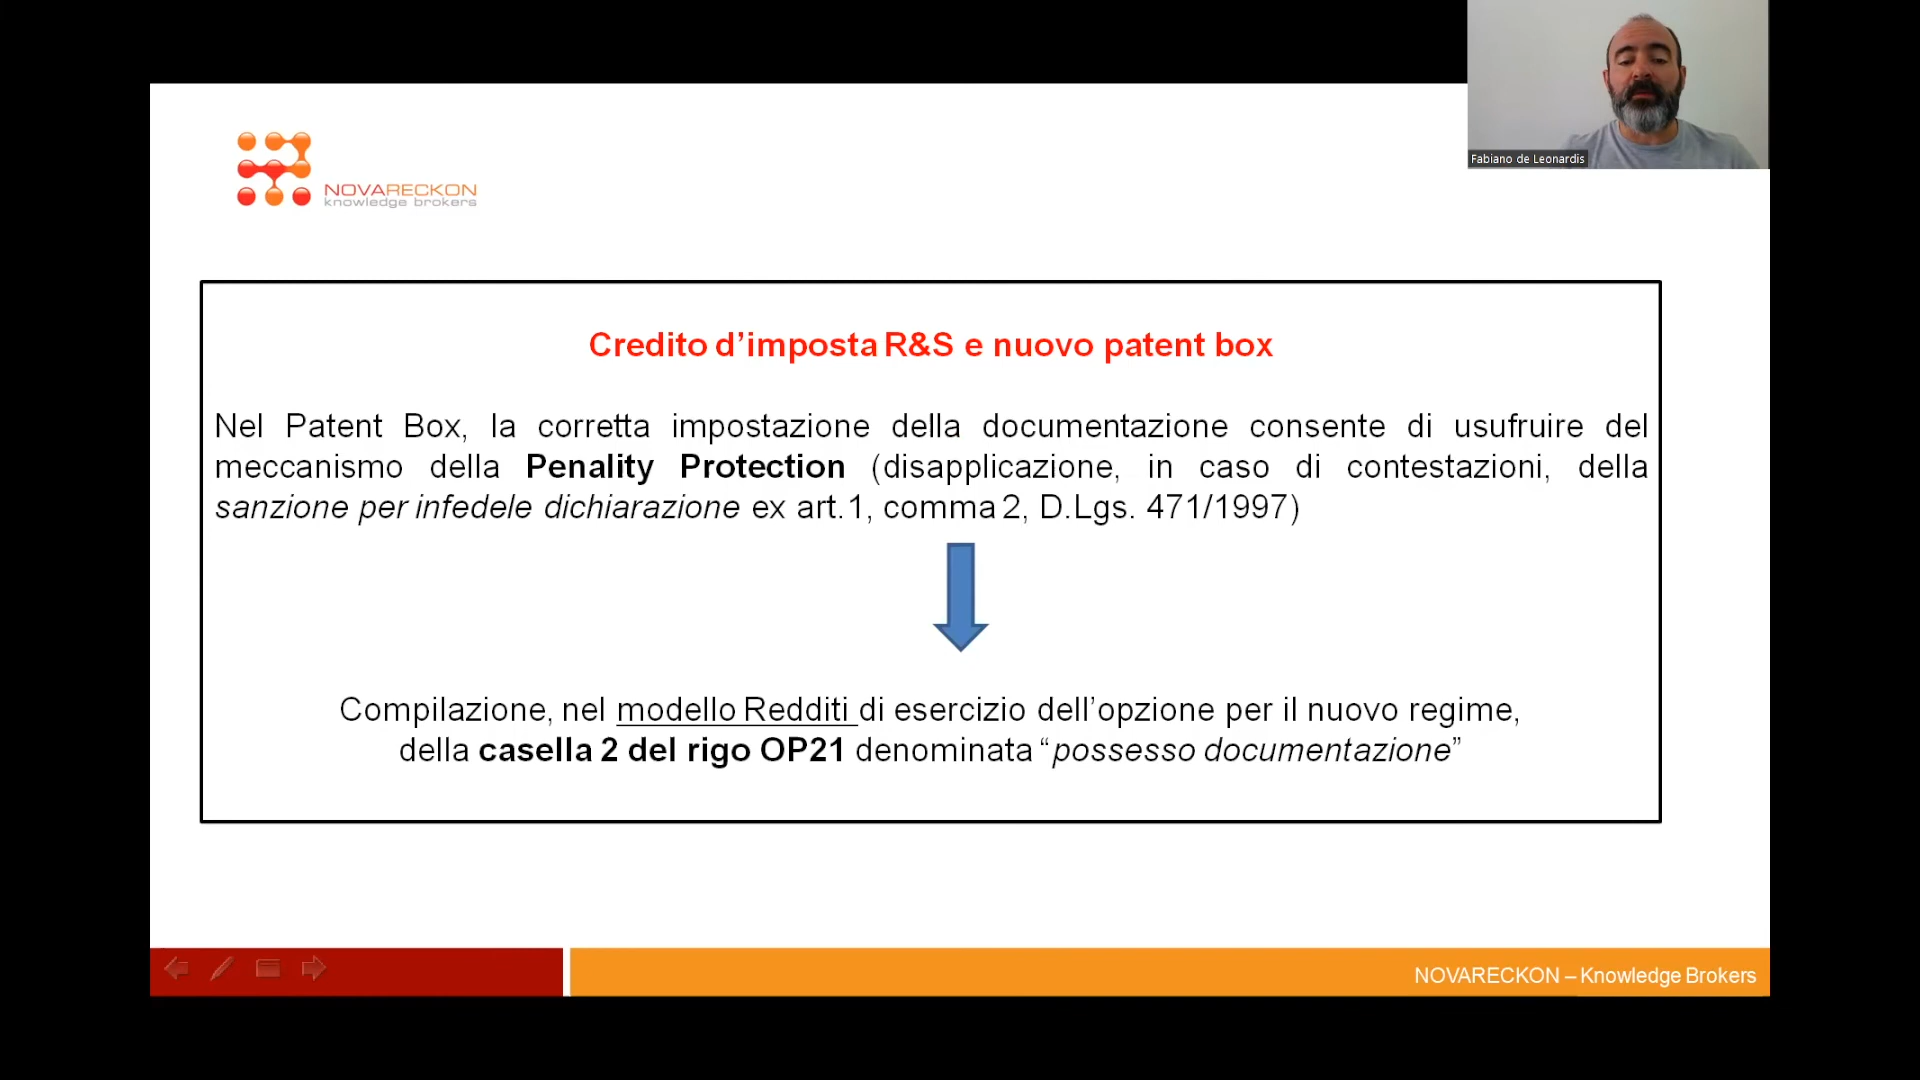 Fabiano de Leonardis
NOVARECKON
knowledge brokers
Credito d’imposta R&S e nuovo patent box
Nel Patent Box, la corretta impostazione della documentazione consente di usufruire del
meccanismo della Penality Protection (disapplicazione, in caso di contestazioni, della
sanzione per infedele dichiarazione ex art.1, comma 2, D.Lgs. 471/1997)
Compilazione, nel modello Redditi di esercizio dell’opzione per il nuovo regime,
della casella 2 del rigo OP21 denominata “possesso documentazione”
NOVARECKON – Knowledge Brokers